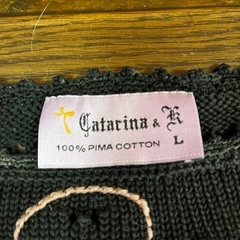 Catarina & K
100% PIMA COTTON L